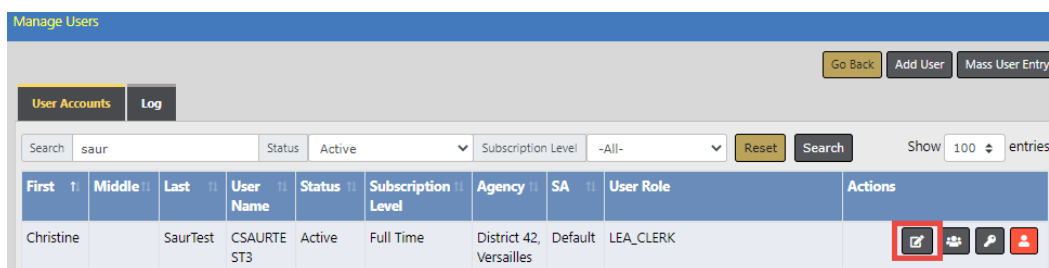 Manage Users
Go Back Add User Mass User Entry
User Accounts Log
Search saur Status Active Subscription Level -All- Reset Search Show 100 entries
First Middle Last User Name Status Subscription Level Agency SA User Role Actions
Christine SaurTest CSAURTEST3 Active Full Time District 42, Versailles Default LEA_CLERK